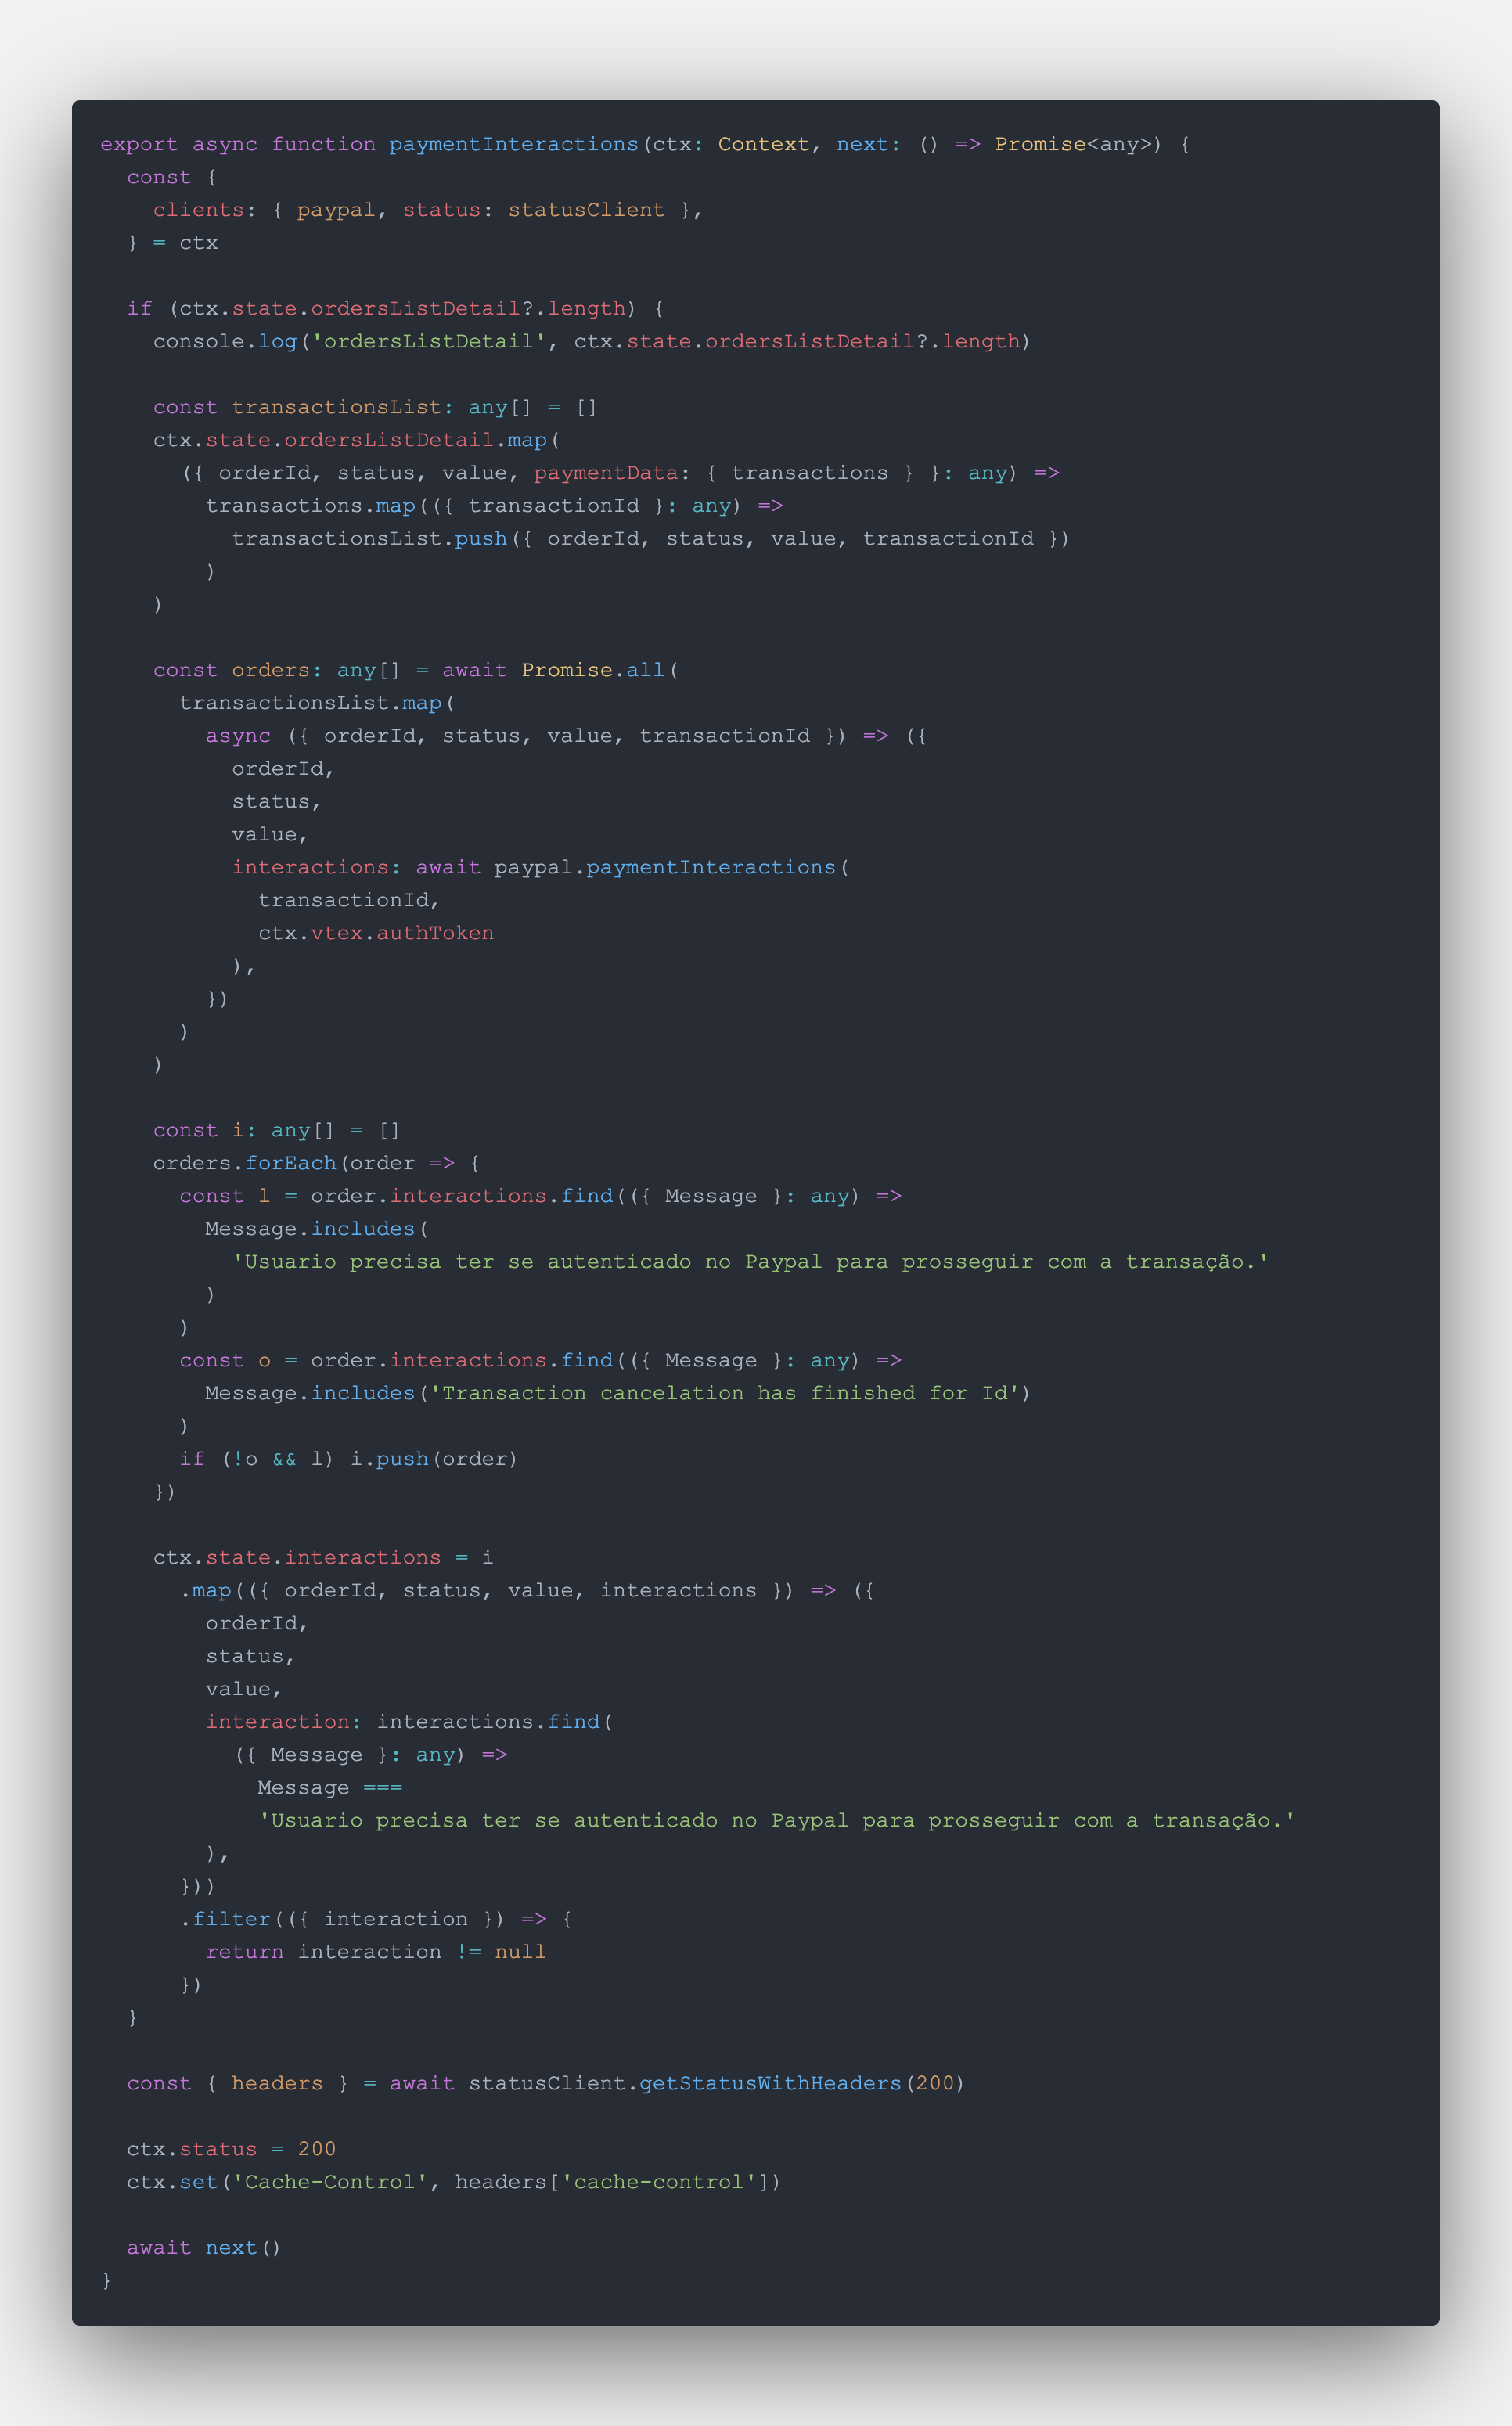 export async function paymentInteractions(ctx: Context, next: () => Promise<any>) {
  const {
    clients: { paypal, status: statusClient },
  } = ctx

  if (ctx.state.ordersListDetail?.length) {
    console.log('ordersListDetail', ctx.state.ordersListDetail?.length)

    const transactionsList: any[] = []
    ctx.state.ordersListDetail.map(
      ({ orderId, status, value, paymentData: { transactions } }: any) =>
        transactions.map(({ transactionId }: any) =>
          transactionsList.push({ orderId, status, value, transactionId })
        )
    )

    const orders: any[] = await Promise.all(
      transactionsList.map(
        async ({ orderId, status, value, transactionId }) => ({
          orderId,
          status,
          value,
          interactions: await paypal.paymentInteractions(
            transactionId,
            ctx.vtex.authToken
          ),
        })
      )
    )

    const i: any[] = []
    orders.forEach(order => {
      const l = order.interactions.find(({ Message }: any) =>
        Message.includes(
          'Usuario precisa ter se autenticado no Paypal para prosseguir com a transação.'
        )
      )
      const o = order.interactions.find(({ Message }: any) =>
        Message.includes('Transaction cancelation has finished for Id')
      )
      if (!o && l) i.push(order)
    })

    ctx.state.interactions = i
      .map(({ orderId, status, value, interactions }) => ({
        orderId,
        status,
        value,
        interaction: interactions.find(
          ({ Message }: any) =>
            Message ===
            'Usuario precisa ter se autenticado no Paypal para prosseguir com a transação.'
        ),
      }))
      .filter(({ interaction }) => {
        return interaction != null
      })
  }

  const { headers } = await statusClient.getStatusWithHeaders(200)

  ctx.status = 200
  ctx.set('Cache-Control', headers['cache-control'])

  await next()
}